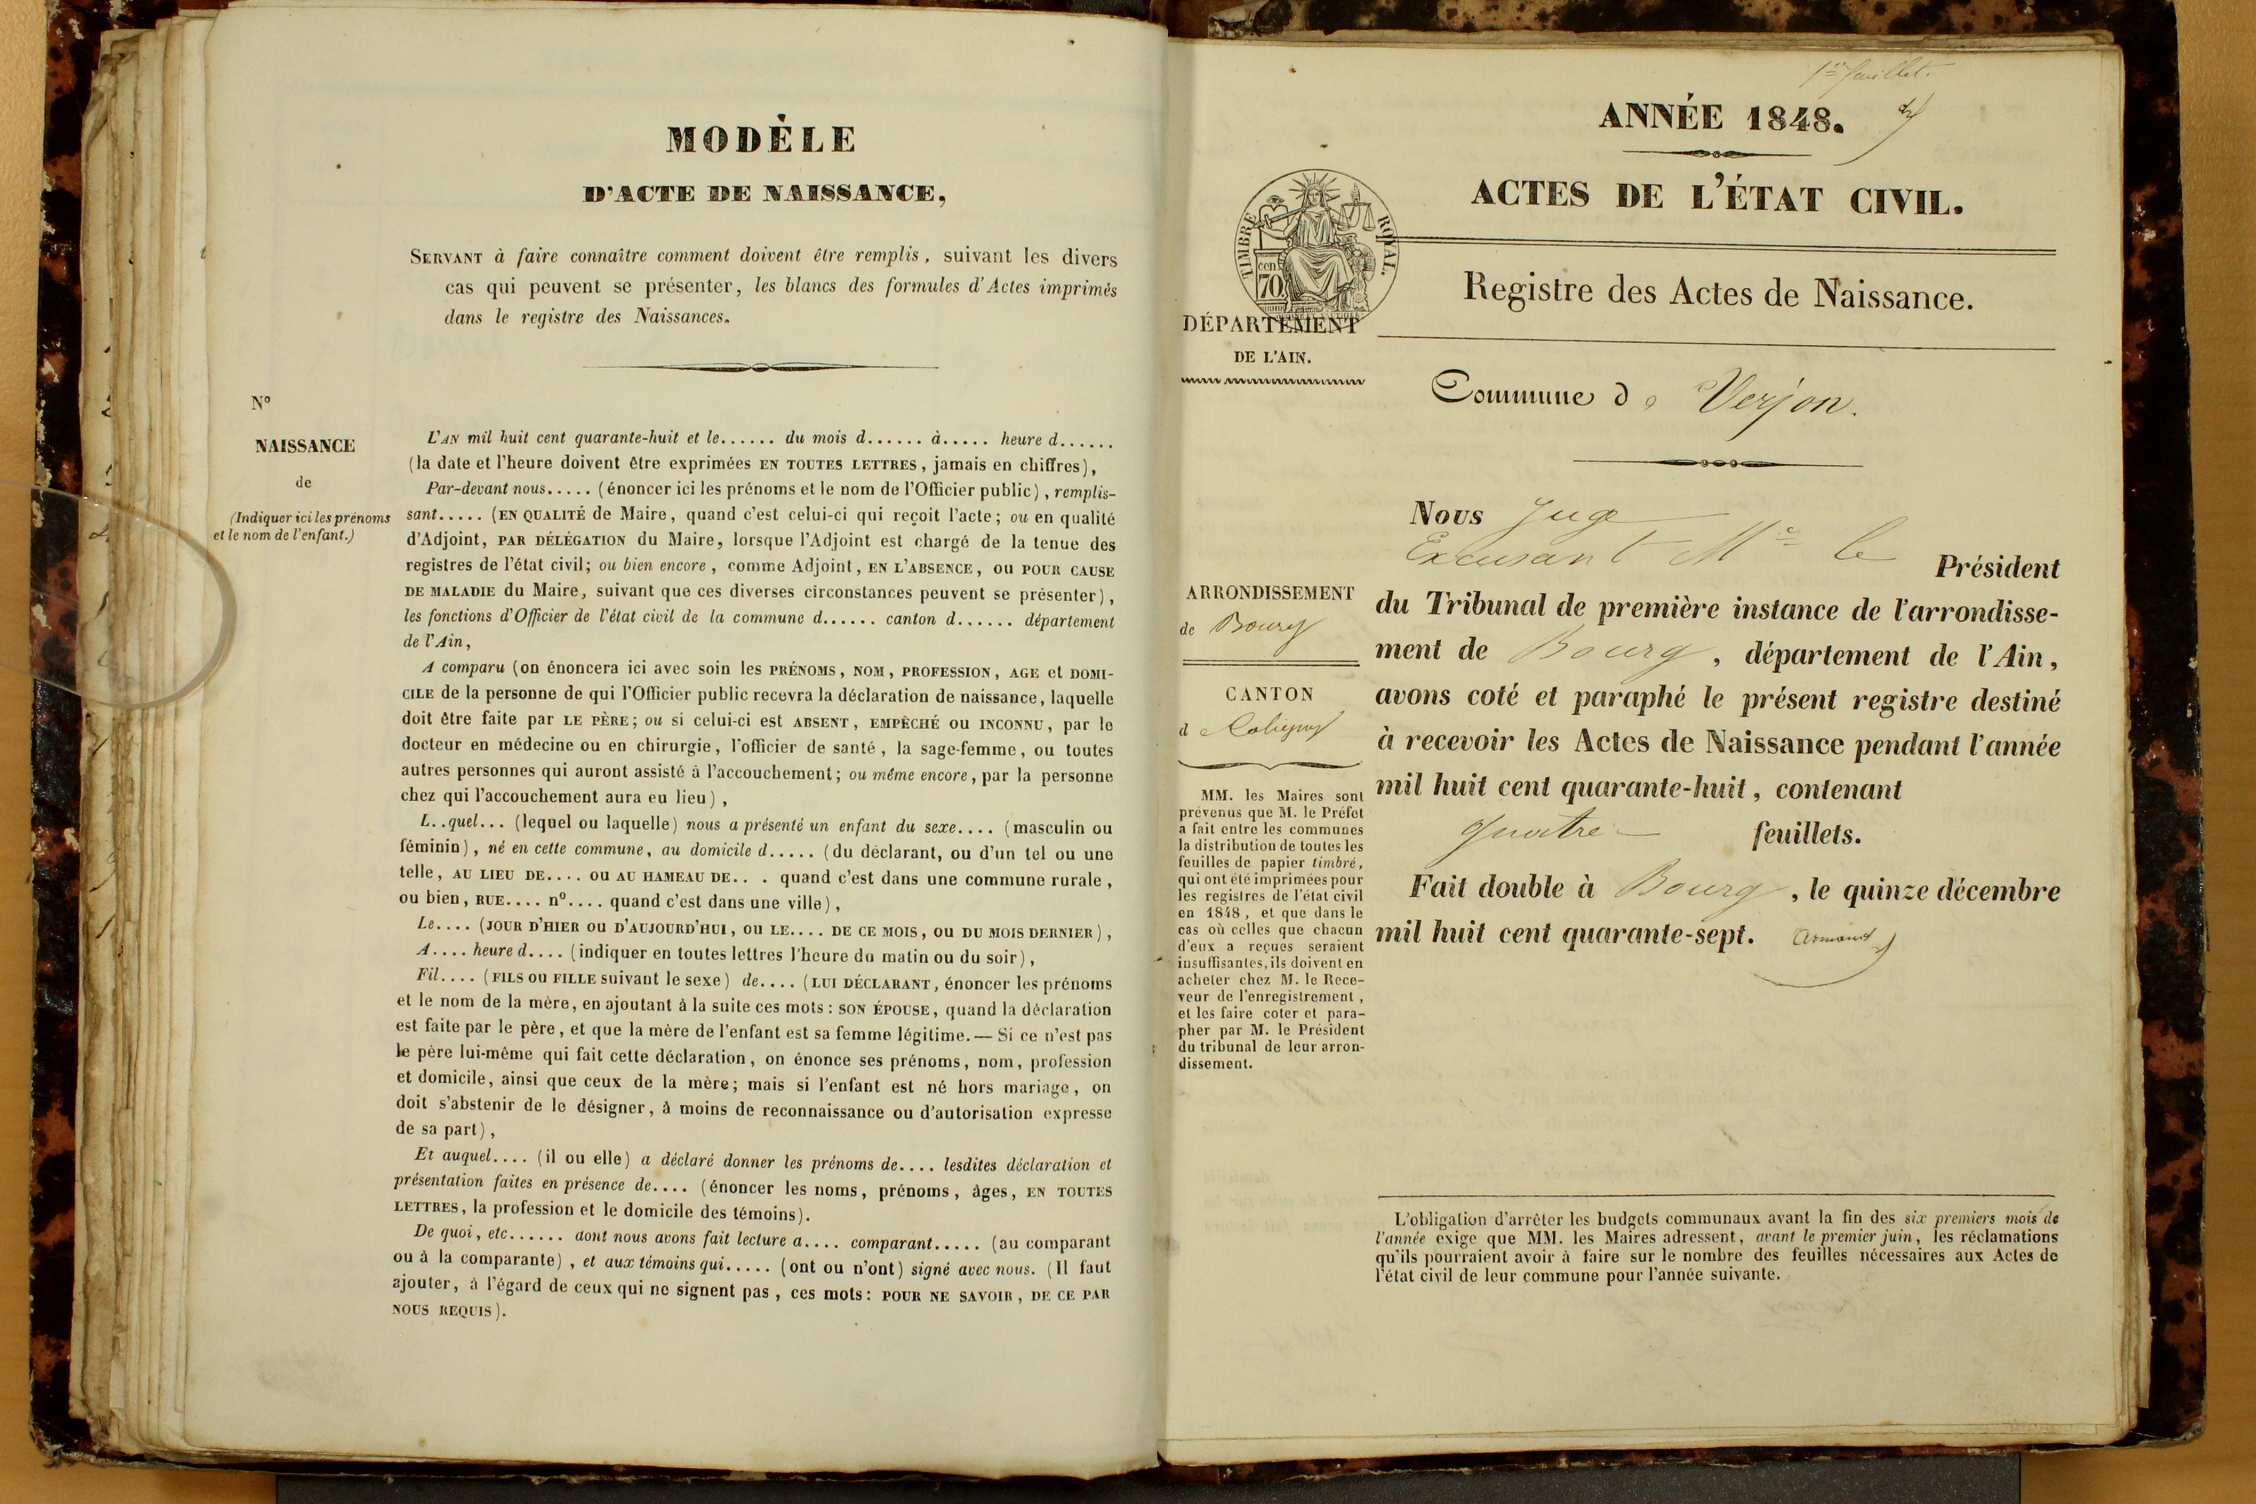 MODÈLE
D'ACTE DE NAISSANCE,
SERVANT à faire connaître comment doivent être remplis, suivant les divers
cas qui peuvent se présenter, les blancs des formules d'Actes imprimés
dans le registre des Naissances.
N°
NAISSANCE
de
(Indiquer ici les prénoms
et le nom de l'enfant.)
L'AN mil huit cent quarante-huit et le...... du mois d...... à..... heure d......
(la date et l'heure doivent être exprimées EN TOUTES LETTRES, jamais en chiffres),
Par-devant nous..... (énoncer ici les prénoms et le nom de l'Officier public), remplis-
sant..... (EN QUALITÉ de Maire, quand c'est celui-ci qui reçoit l'acte; ou en qualité
d'Adjoint, PAR DÉLÉGATION du Maire, lorsque l'Adjoint est chargé de la tenue des
registres de l'état civil; ou bien encore, comme Adjoint, EN L'ABSENCE, OU POUR CAUSE
DE MALADIE du Maire, suivant que ces diverses circonstances peuvent se présenter),
les fonctions d'Officier de l'état civil de la commune d...... canton d...... département
de l'Ain,
A comparu (on énoncera ici avec soin les PRÉNOMS, NOM, PROFESSION, AGE et DOMI-
CILE de la personne de qui l'Officier public recevra la déclaration de naissance, laquelle
doit être faite par LE PÈRE; ou si celui-ci est ABSENT, EMPÊCHÉ OU INCONNU, par le
docteur en médecine ou en chirurgie, l'officier de santé, la sage-femme, ou toutes
autres personnes qui auront assisté à l'accouchement; ou même encore, par la personne
chez qui l'accouchement aura eu lieu),
L..quel... (lequel ou laquelle) nous a présenté un enfant du sexe.... (masculin ou
féminin), né en cette commune, au domicile d..... (du déclarant, ou d'un tel ou une
telle, AU LIEU DE.... OU AU HAMEAU DE.. . quand c'est dans une commune rurale,
ou bien, RUE.... n°.... quand c'est dans une ville),
Le.... (JOUR D'HIER OU D'AUJOURD'HUI, OU LE.... DE CE MOIS, OU DU MOIS DERNIER),
A.... heure d.... (indiquer en toutes lettres l'heure du matin ou du soir),
Fil.... (FILS OU FILLE suivant le sexe) de.... (LUI DÉCLARANT, énoncer les prénoms
et le nom de la mère, en ajoutant à la suite ces mots: SON ÉPOUSE, quand la déclaration
est faite par le père, et que la mère de l'enfant est sa femme légitime.— Si ce n'est pas
le père lui-même qui fait cette déclaration, on énonce ses prénoms, nom, profession
et domicile, ainsi que ceux de la mère; mais si l'enfant est né hors mariage, on
doit s'abstenir de le désigner, à moins de reconnaissance ou d'autorisation expresse
de sa part),
Et auquel.... (il ou elle) a déclaré donner les prénoms de.... lesdites déclaration et
présentation faites en présence de.... (énoncer les noms, prénoms, âges, EN TOUTES
LETTRES, la profession et le domicile des témoins).
De quoi, etc...... dont nous avons fait lecture a.... comparant..... (au comparant
ou à la comparante), et aux témoins qui..... (ont ou n'ont) signé avec nous. (Il faut
ajouter, à l'égard de ceux qui ne signent pas, ces mots: POUR NE SAVOIR, DE CE PAR
NOUS REQUIS).
1er feuillet.
ANNÉE 1848.
ACTES DE L'ÉTAT CIVIL.
Registre des Actes de Naissance.
TIMBRE ROYAL.
cen 70
DÉPARTEMENT
DE L'AIN.
Commune de Verjon.
ARRONDISSEMENT
de Bourg
CANTON
d Coligny
MM. les Maires sont
prévenus que M. le Préfet
a fait entre les communes
la distribution de toutes les
feuilles de papier timbré,
qui ont été imprimées pour
les registres de l'état civil
en 1848, et que dans le
cas où celles que chacun
d'eux a reçues seraient
insuffisantes, ils doivent en
acheter chez M. le Rece-
veur de l'enregistrement,
et les faire coter et para-
pher par M. le Président
du tribunal de leur arron-
dissement.
Nous Juge
Excusant Mr le Président
du Tribunal de première instance de l'arrondisse-
ment de Bourg, département de l'Ain,
avons coté et paraphé le présent registre destiné
à recevoir les Actes de Naissance pendant l'année
mil huit cent quarante-huit, contenant
quatre feuillets.
Fait double à Bourg, le quinze décembre
mil huit cent quarante-sept. Armand
L'obligation d'arrêter les budgets communaux avant la fin des six premiers mois de
l'année exige que MM. les Maires adressent, avant le premier juin, les réclamations
qu'ils pourraient avoir à faire sur le nombre des feuilles nécessaires aux Actes de
l'état civil de leur commune pour l'année suivante.